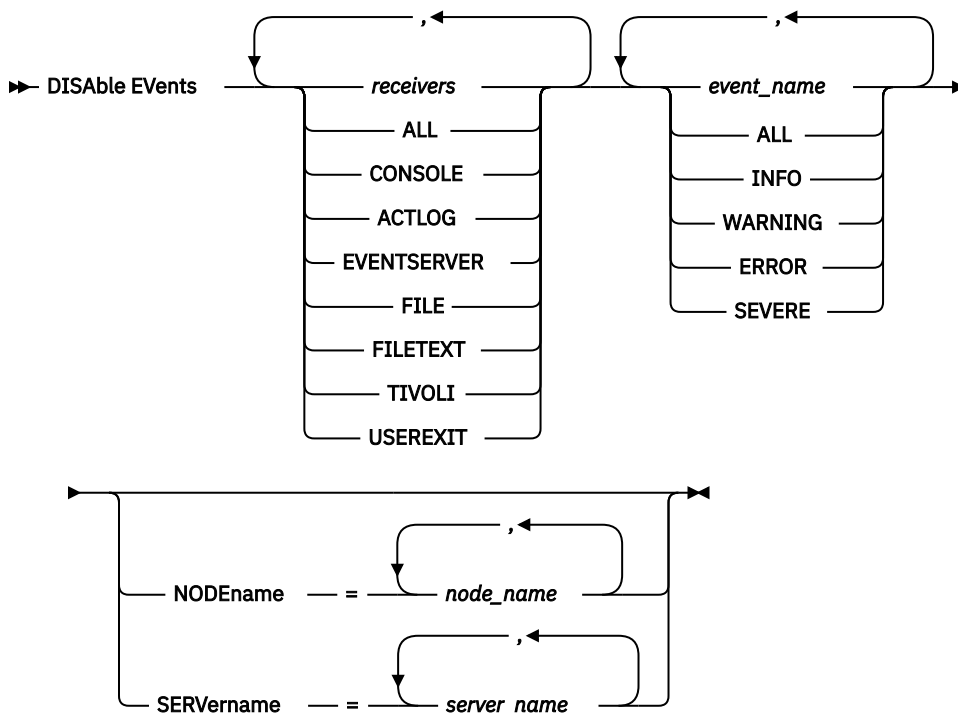 , ,
DISAble EVents receivers event_name
ALL ALL
CONSOLE INFO
ACTLOG WARNING
EVENTSERVER ERROR
FILE SEVERE
FILETEXT
TIVOLI
USEREXIT
,
NODEname = node_name
,
SERVername = server_name